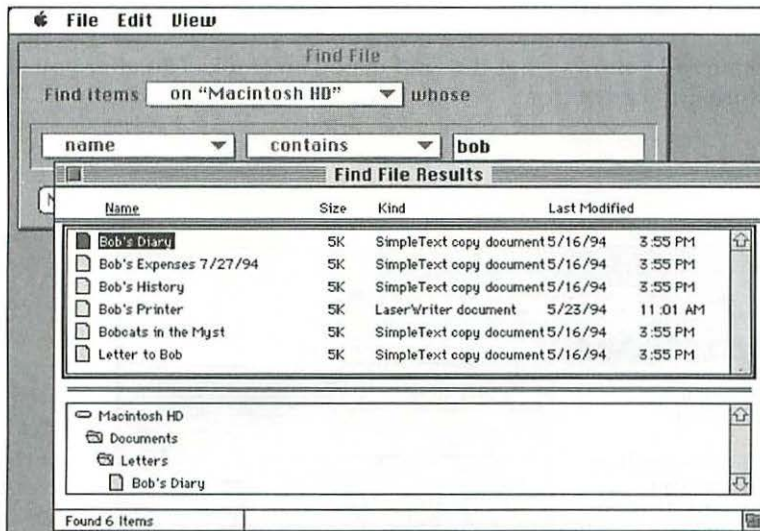 File Edit View
Find File
Find items on “Macintosh HD” whose
name contains bob
Find File Results
Name Size Kind Last Modified
Bob's Diary 5K SimpleText copy document 5/16/94 3:55 PM
Bob's Expenses 7/27/94 5K SimpleText copy document 5/16/94 3:55 PM
Bob's History 5K SimpleText copy document 5/16/94 3:55 PM
Bob's Printer 5K LaserWriter document 5/23/94 11:01 AM
Bobcats in the Myst 5K SimpleText copy document 5/16/94 3:55 PM
Letter to Bob 5K SimpleText copy document 5/16/94 3:55 PM
Macintosh HD
Documents
Letters
Bob's Diary
Found 6 Items